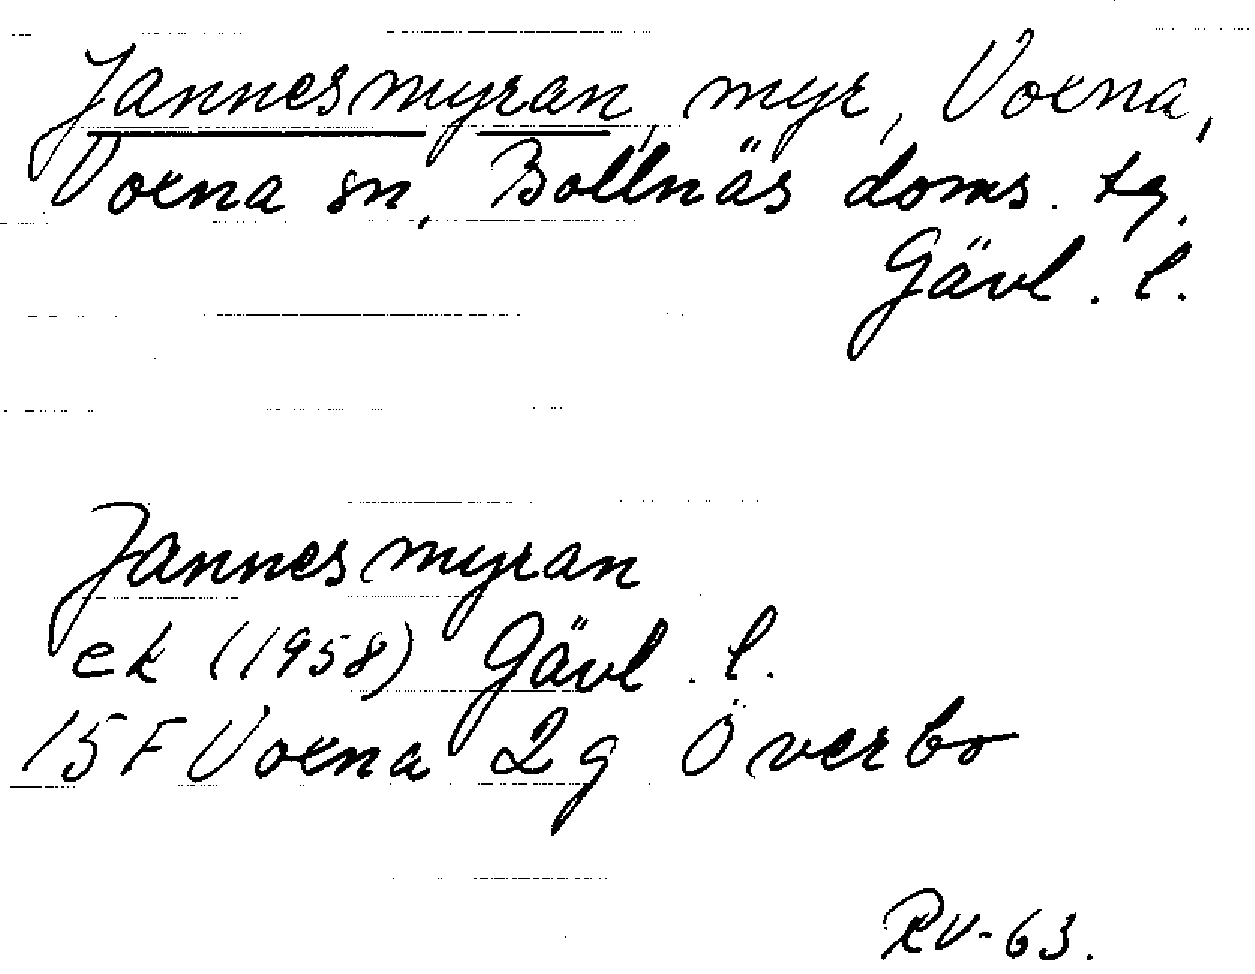 Jannesmyran, myr, Voxna,
Voxna sn, Bollnäs doms. tg.
Gävl. l.
Jannesmyran
ek (1958) Gävl. l.
15F Voxna 2g Överbo
RV-63.